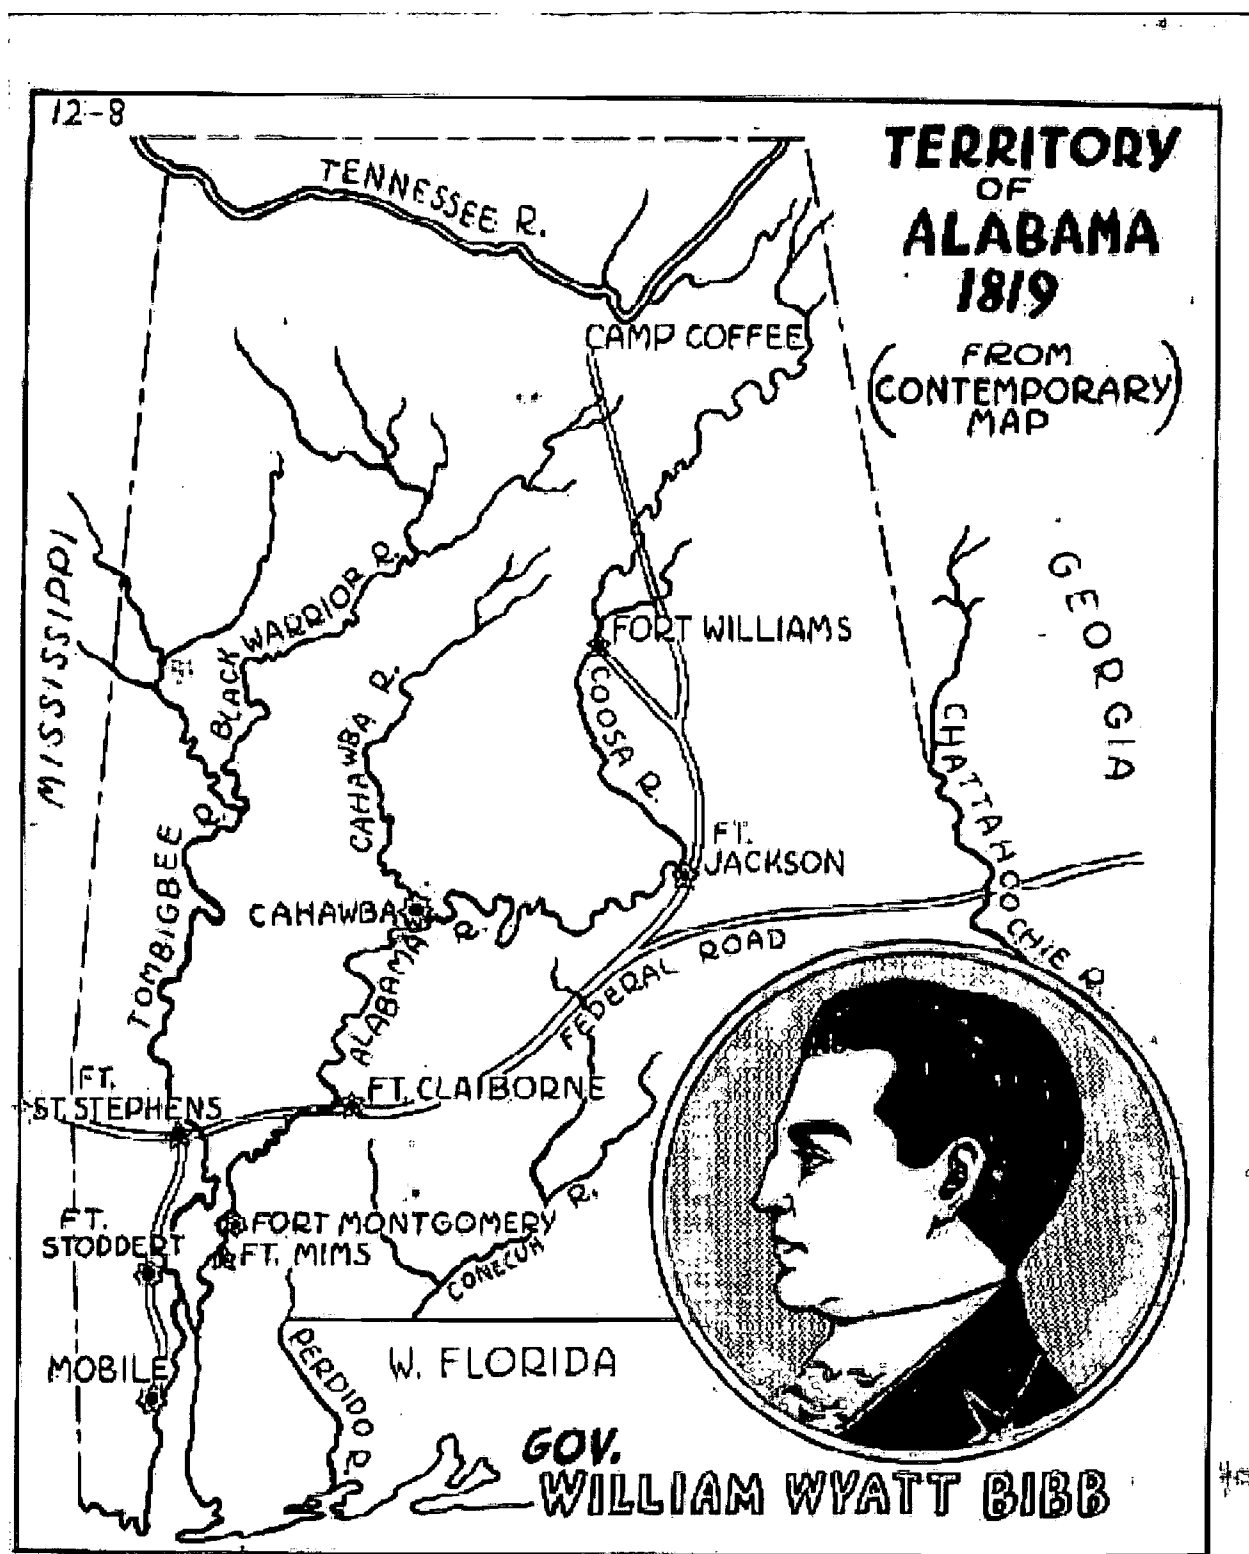 12-8
TERRITORY
OF
ALABAMA
1819
(FROM
CONTEMPORARY
MAP)
TENNESSEE R.
CAMP COFFEE
MISSISSIPPI
GEORGIA
BLACK WARRIOR R.
FORT WILLIAMS
COOSA R.
CAHAWBA R.
CHATTAHOOCHIE R.
TOMBIGBEE R.
FT.
JACKSON
CAHAWBA
ALABAMA R.
FEDERAL ROAD
FT.
ST. STEPHENS
FT. CLAIBORNE
FT.
STODDERT
FORT MONTGOMERY
FT. MIMS
CONECUH R.
MOBILE
PERDIDO R.
W. FLORIDA
GOV.
WILLIAM WYATT BIBB